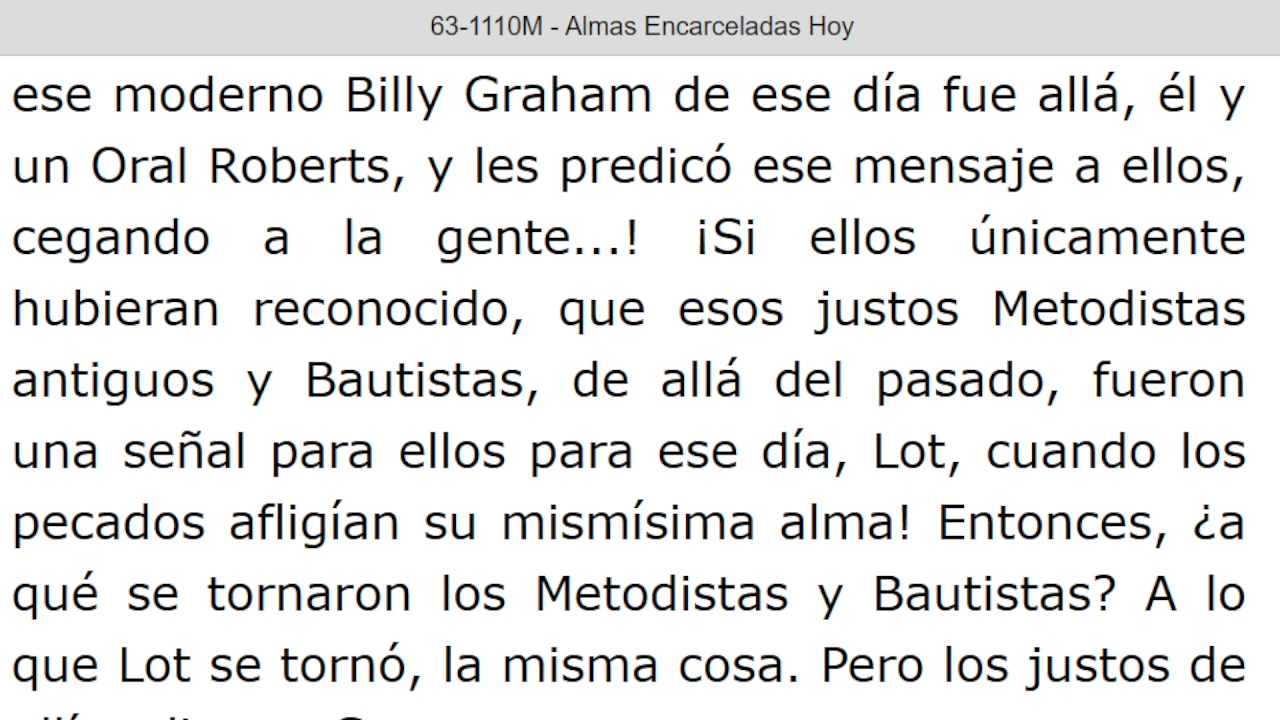 63-1110M - Almas Encarceladas Hoy
ese moderno Billy Graham de ese día fue allá, él y
un Oral Roberts, y les predicó ese mensaje a ellos,
cegando a la gente...! ¡Si ellos únicamente
hubieran reconocido, que esos justos Metodistas
antiguos y Bautistas, de allá del pasado, fueron
una señal para ellos para ese día, Lot, cuando los
pecados afligían su mismísima alma! Entonces, ¿a
qué se tornaron los Metodistas y Bautistas? A lo
que Lot se tornó, la misma cosa. Pero los justos de